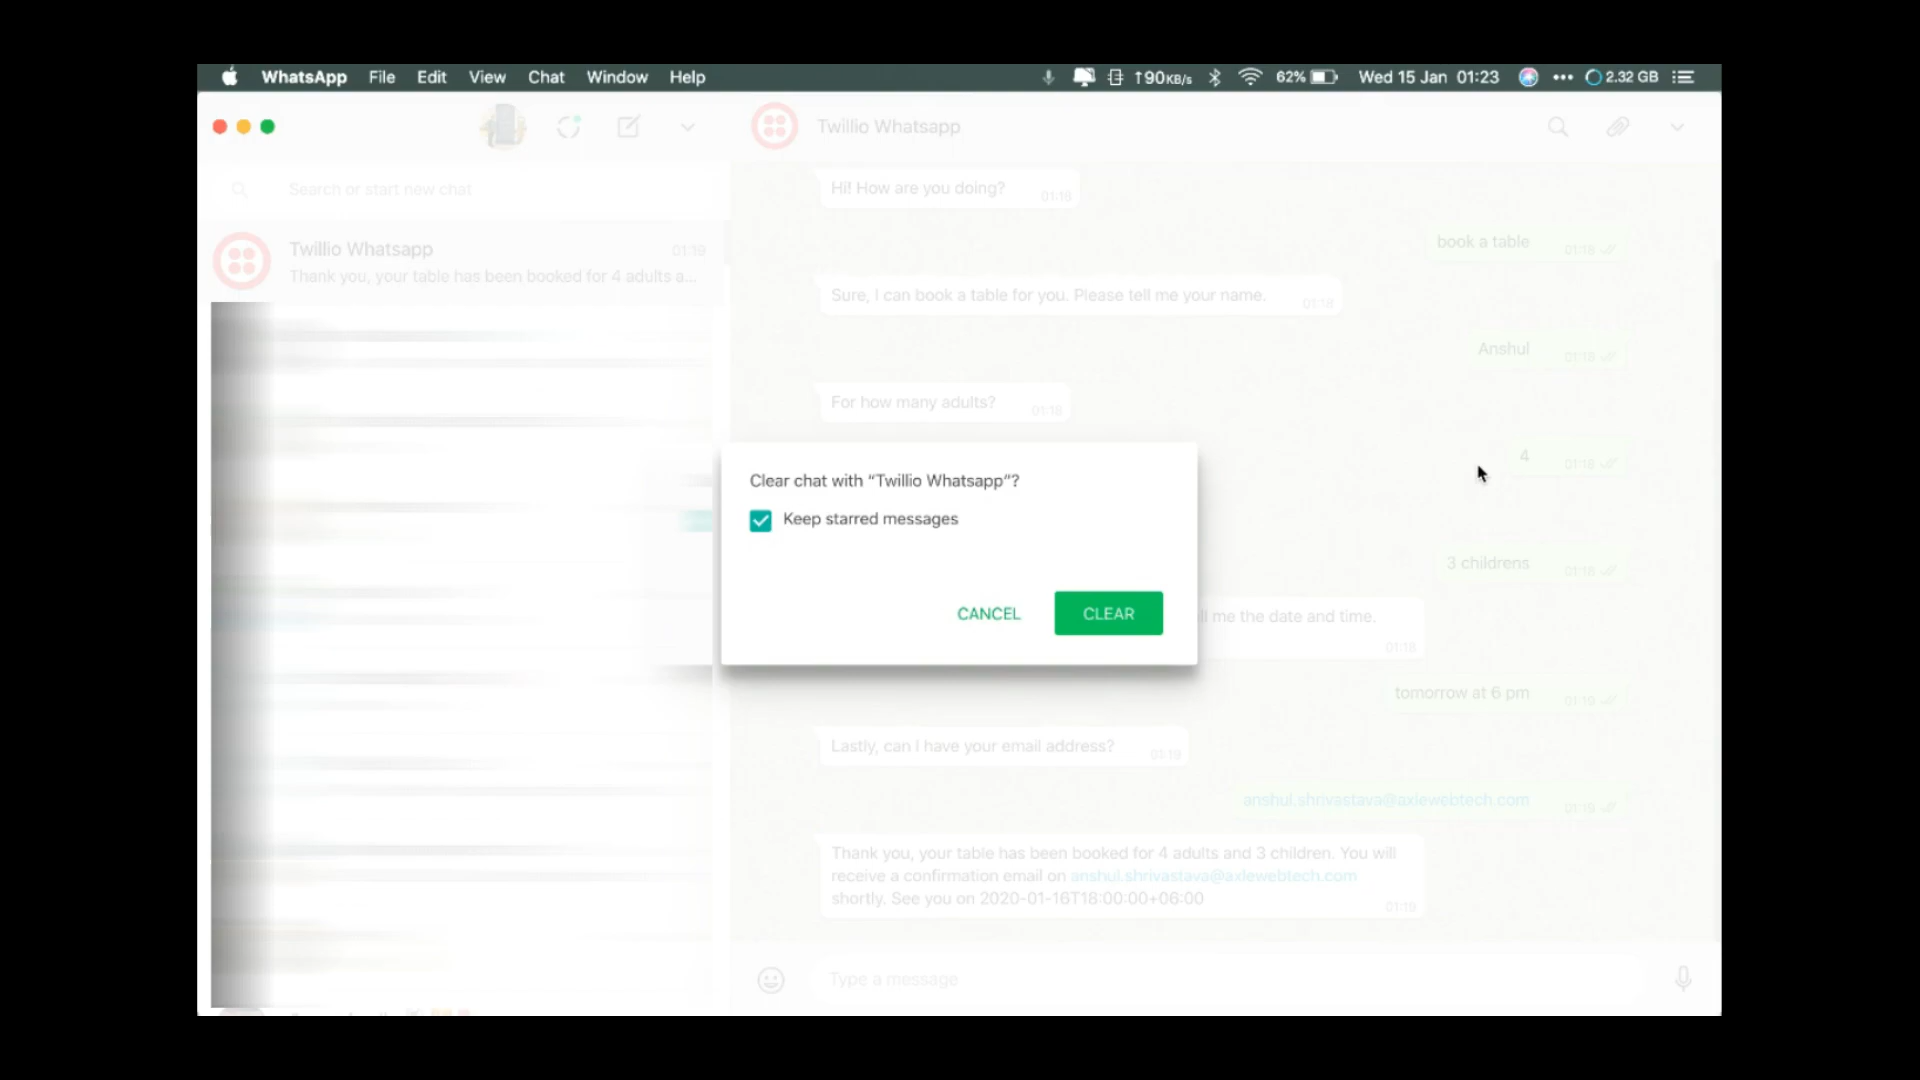 WhatsApp File Edit View Chat Window Help
↑90KB/s 62% Wed 15 Jan 01:23 ••• 2.32 GB
Twillio Whatsapp
Search or start new chat
Twillio Whatsapp 01:19
Thank you, your table has been booked for 4 adults a...
Hi! How are you doing? 01:18
book a table 01:18
Sure, I can book a table for you. Please tell me your name. 01:18
Anshul 01:18
For how many adults? 01:18
4 01:18
Clear chat with “Twillio Whatsapp”?
Keep starred messages
CANCEL CLEAR
3 childrens 01:18
me the date and time.
01:18
tomorrow at 6 pm 01:19
Lastly, can I have your email address? 01:19
anshul.shrivastava@axlewebtech.com 01:19
Thank you, your table has been booked for 4 adults and 3 children. You will
receive a confirmation email on anshul.shrivastava@axlewebtech.com
shortly. See you on 2020-01-16T18:00:00+06:00
01:19
Type a message